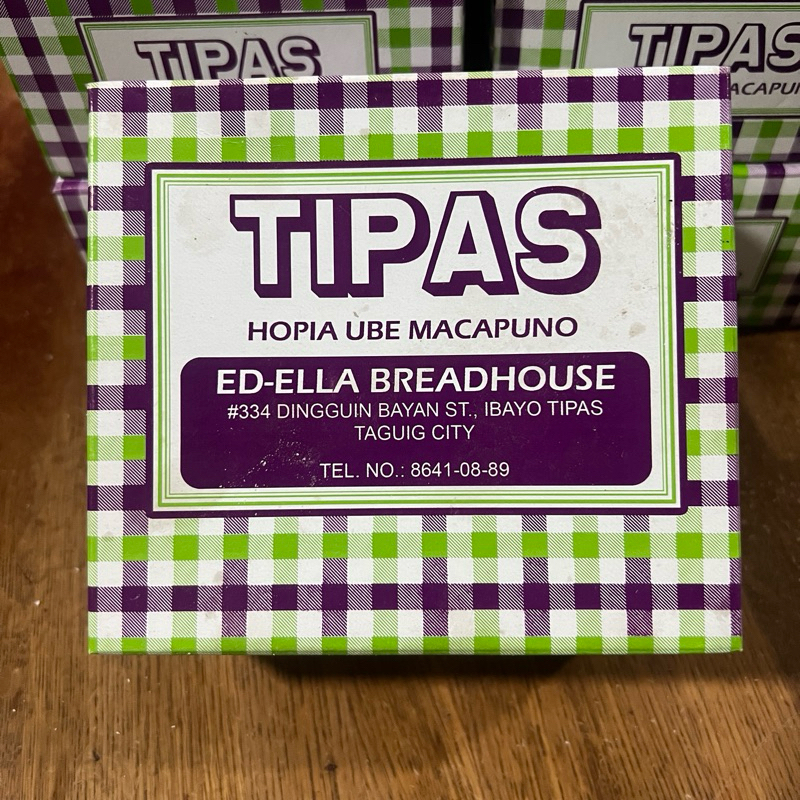 TIPAS
TIPAS
TIPAS
HOPIA UBE MACAPUNO
ED-ELLA BREADHOUSE
#334 DINGGUIN BAYAN ST., IBAYO TIPAS
TAGUIG CITY
TEL. NO.: 8641-08-89